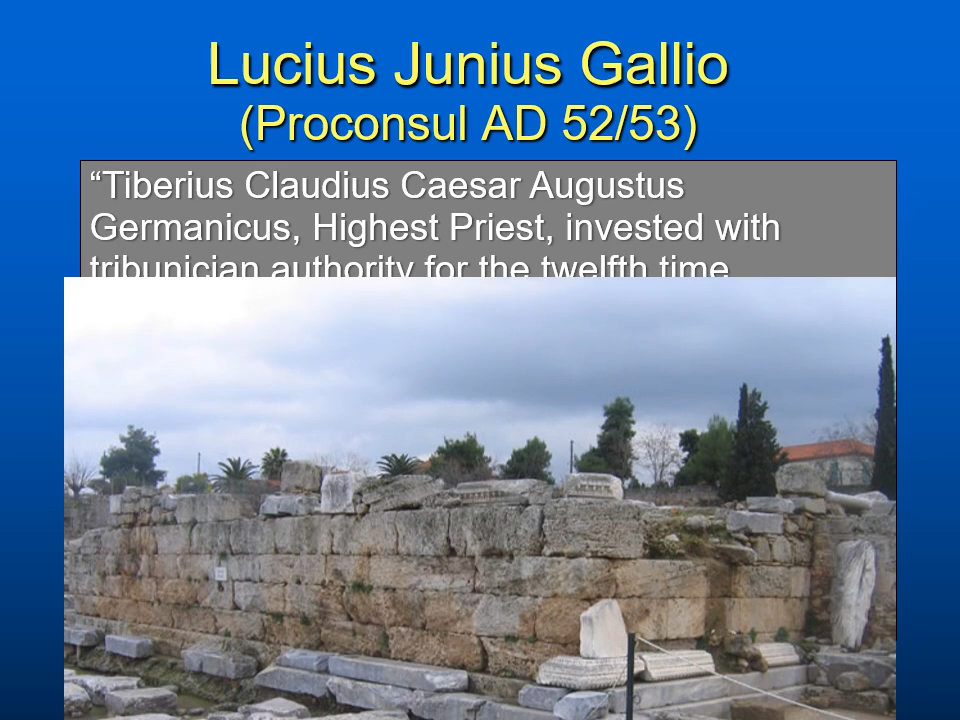 Lucius Junius Gallio
(Proconsul AD 52/53)
“Tiberius Claudius Caesar Augustus
Germanicus, Highest Priest, invested with
tribunician authority for the twelfth time